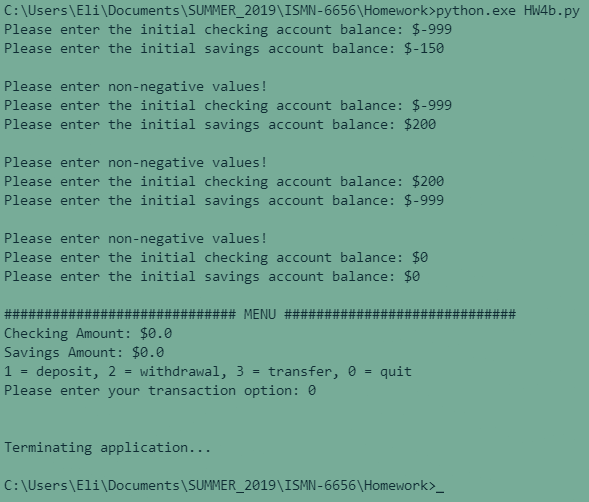 C:\Users\Eli\Documents\SUMMER_2019\ISMN-6656\Homework>python.exe HW4b.py
Please enter the initial checking account balance: $-999
Please enter the initial savings account balance: $-150
Please enter non-negative values!
Please enter the initial checking account balance: $-999
Please enter the initial savings account balance: $200
Please enter non-negative values!
Please enter the initial checking account balance: $200
Please enter the initial savings account balance: $-999
Please enter non-negative values!
Please enter the initial checking account balance: $0
Please enter the initial savings account balance: $0
############################# MENU #############################
Checking Amount: $0.0
Savings Amount: $0.0
1 = deposit, 2 = withdrawal, 3 = transfer, 0 = quit
Please enter your transaction option: 0
Terminating application...
C:\Users\Eli\Documents\SUMMER_2019\ISMN-6656\Homework>_